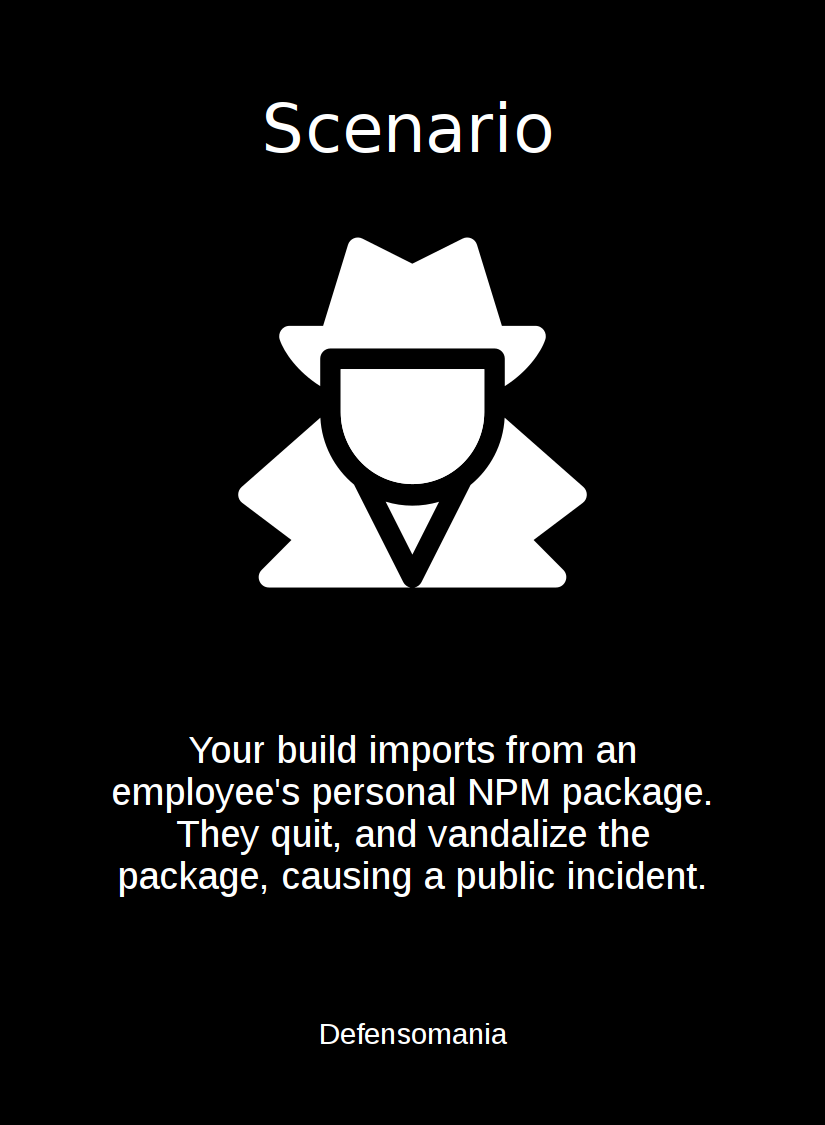 Scenario
Your build imports from an
employee's personal NPM package.
They quit, and vandalize the
package, causing a public incident.
Defensomania